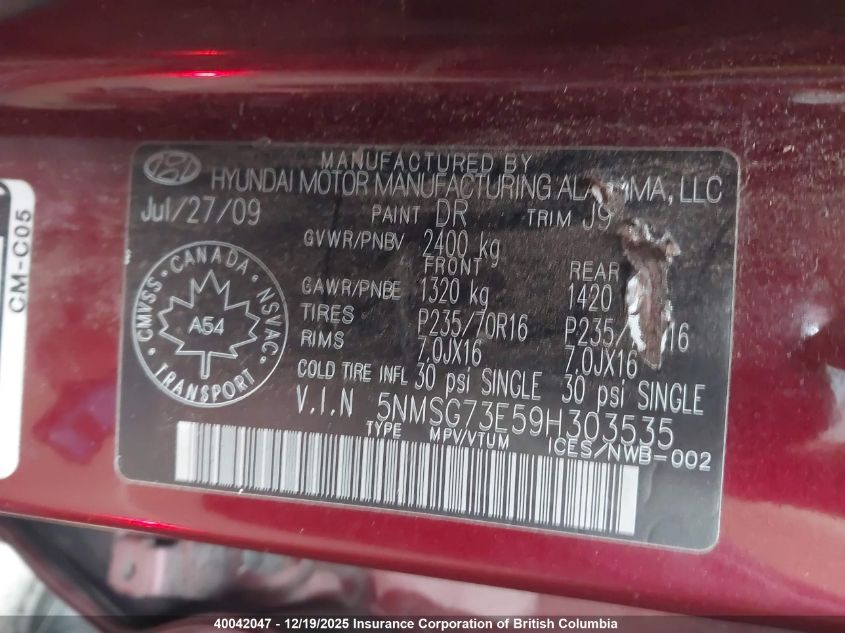 MANUFACTURED BY
HYUNDAI MOTOR MANUFACTURING LLC
Jul/27/09 PAINT DR TRIM J9
GVWR/PNBV 2400 kg
FRONT REAR
GAWR/PNBE 1320 kg 1420
TIRES P235/70R16
RIMS 7.0JX16 7.0JX16
COLD TIRE INFL 30 psi SINGLE 30 psi SINGLE
V.I.N 5NMSG73E59H303535
TYPE MPV/VTUM ICES/NWB-002
CMVSS · CANADA · NSVAC · TRANSPORT
A54
CM-C05
40042047 - 12/19/2025 Insurance Corporation of British Columbia